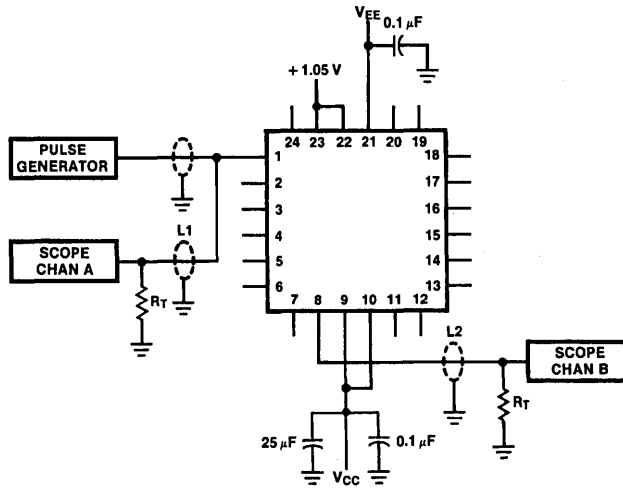 VEE
0.1 µF
+ 1.05 V
24 23 22 21 20 19
PULSE
GENERATOR
1
18
2
17
3
16
L1
4
15
SCOPE
CHAN A
5
14
6
13
RT
7 8 9 10 11 12
L2
SCOPE
CHAN B
RT
25 µF
0.1 µF
VCC